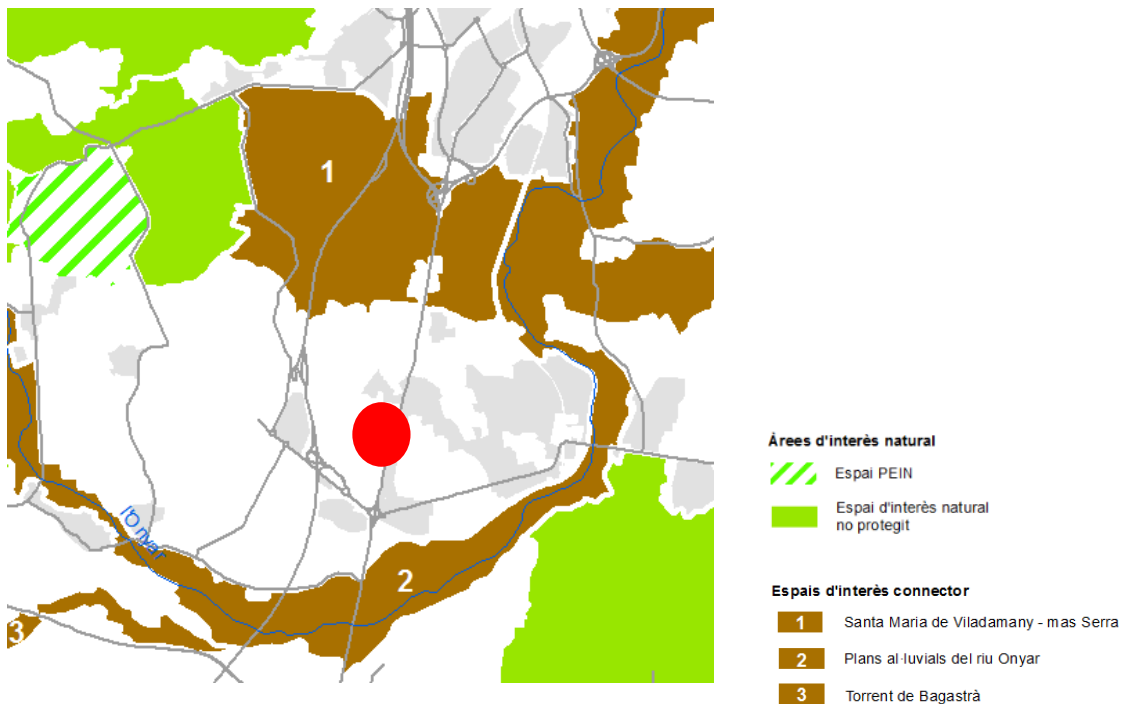 1
l'Onyar
2
3
Àrees d'interès natural
Espai PEIN
Espai d'interès natural
no protegit
Espais d'interès connector
1 Santa Maria de Viladamany - mas Serra
2 Plans al·luvials del riu Onyar
3 Torrent de Bagastrà